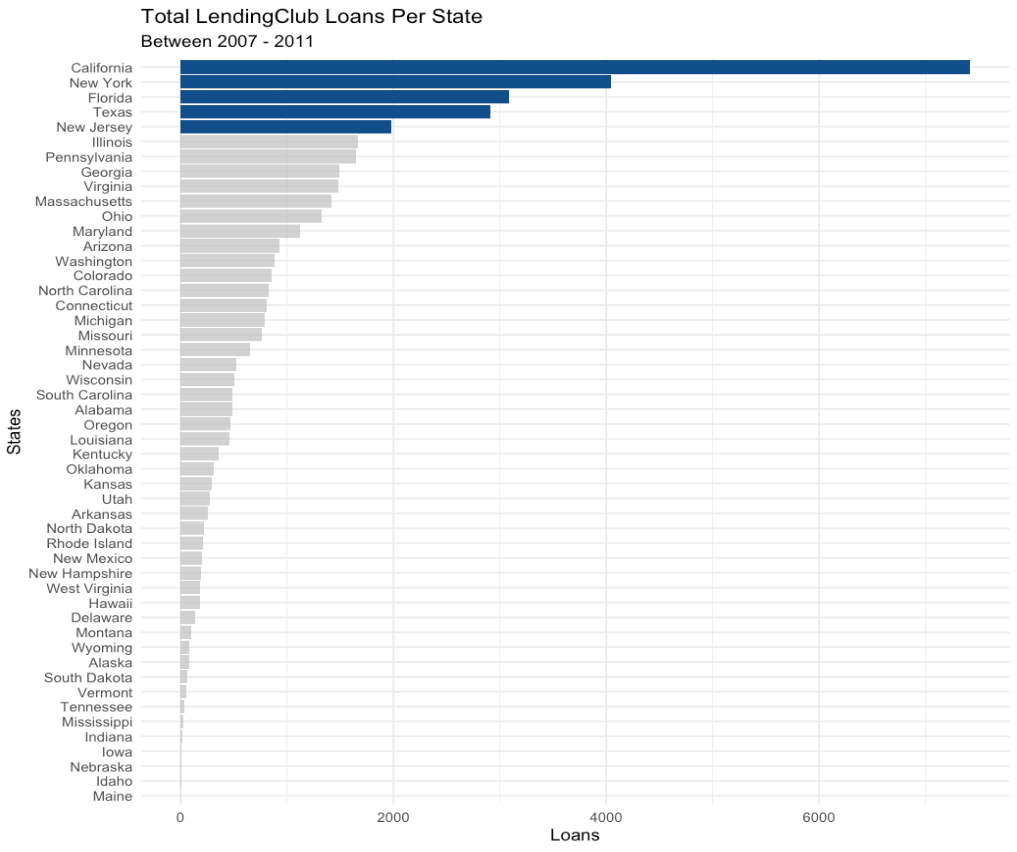 Total LendingClub Loans Per State
Between 2007 - 2011
California
New York
Florida
Texas
New Jersey
Illinois
Pennsylvania
Georgia
Virginia
Massachusetts
Ohio
Maryland
Arizona
Washington
Colorado
North Carolina
Connecticut
Michigan
Missouri
Minnesota
Nevada
Wisconsin
South Carolina
Alabama
Oregon
Louisiana
Kentucky
Oklahoma
Kansas
Utah
Arkansas
North Dakota
Rhode Island
New Mexico
New Hampshire
West Virginia
Hawaii
Delaware
Montana
Wyoming
Alaska
South Dakota
Vermont
Tennessee
Mississippi
Indiana
Iowa
Nebraska
Idaho
Maine
States
0 2000 4000 6000
Loans